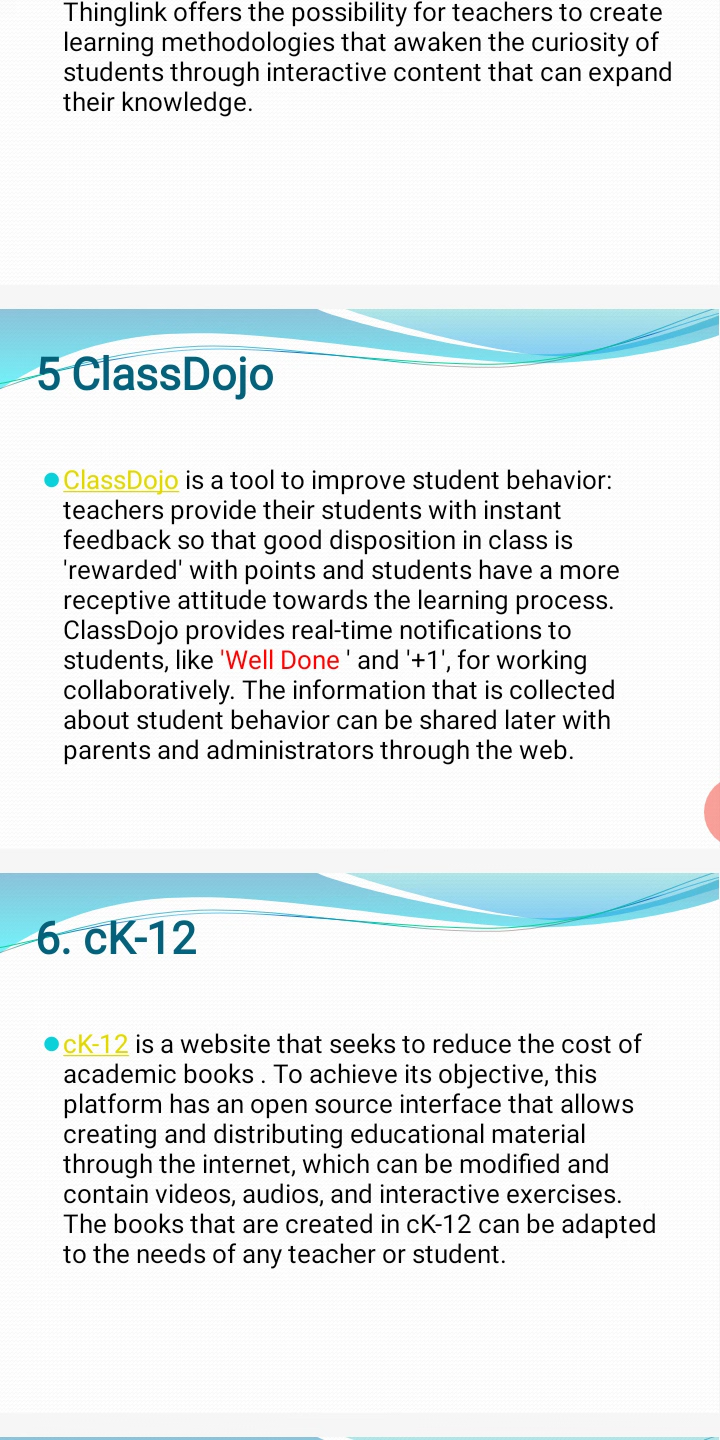 Thinglink offers the possibility for teachers to create
learning methodologies that awaken the curiosity of
students through interactive content that can expand
their knowledge.
5 ClassDojo
ClassDojo is a tool to improve student behavior:
teachers provide their students with instant
feedback so that good disposition in class is
'rewarded' with points and students have a more
receptive attitude towards the learning process.
ClassDojo provides real-time notifications to
students, like 'Well Done ' and '+1', for working
collaboratively. The information that is collected
about student behavior can be shared later with
parents and administrators through the web.
6. cK-12
cK-12 is a website that seeks to reduce the cost of
academic books . To achieve its objective, this
platform has an open source interface that allows
creating and distributing educational material
through the internet, which can be modified and
contain videos, audios, and interactive exercises.
The books that are created in cK-12 can be adapted
to the needs of any teacher or student.